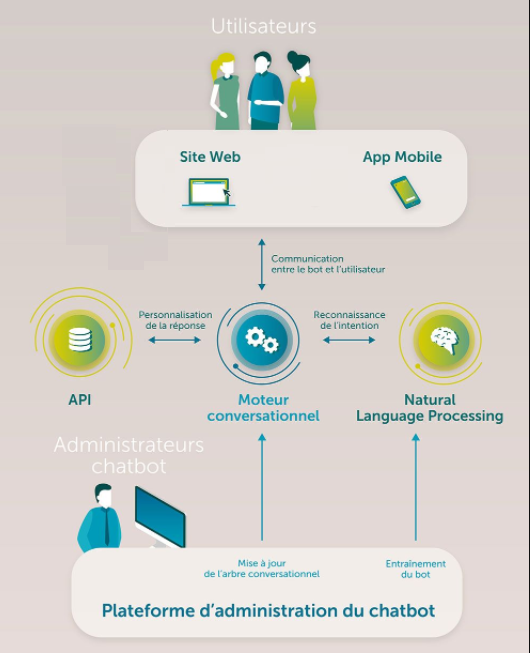 Utilisateurs
Site Web
App Mobile
Communication
entre le bot et l'utilisateur
Personnalisation
de la réponse
Reconnaissance
de l'intention
API
Moteur
conversationnel
Natural
Language Processing
Administrateurs
chatbot
Mise à jour
de l'arbre conversationnel
Entraînement
du bot
Plateforme d'administration du chatbot